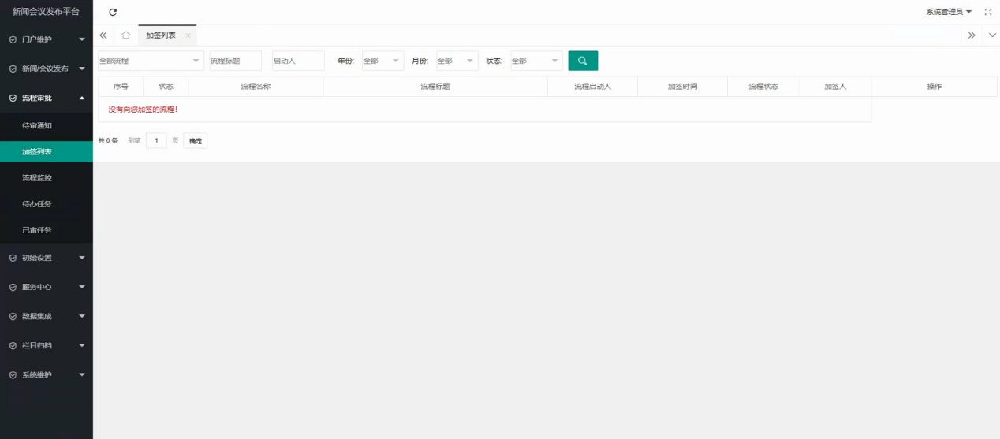 新闻会议发布平台
系统管理员
门户维护
加签列表
新闻/会议发布
全部流程 流程标题 启动人 年份: 全部 月份: 全部 状态: 全部
序号 状态 流程名称 流程标题 流程启动人 加签时间 流程状态 加签人 操作
流程审批
没有向您加签的流程!
待审通知
共 0 条 到第 1 页 确定
加签列表
流程监控
待办任务
已审任务
初始设置
服务中心
数据集成
栏目归档
系统维护